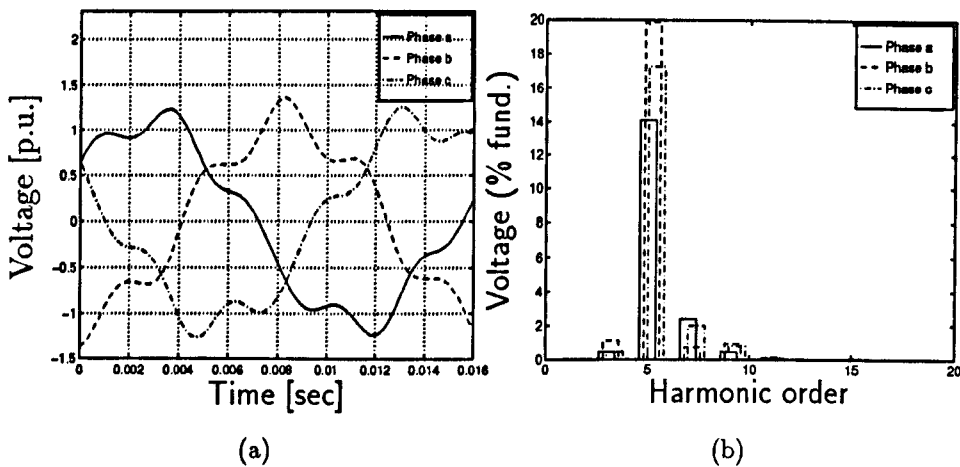 2
1.5
1
0.5
0
−0.5
−1
−1.5
Voltage [p.u.]
Phase a
Phase b
Phase c
0 0.002 0.004 0.006 0.008 0.01 0.012 0.014 0.016
Time [sec]
(a)
20
18
16
14
12
10
8
6
4
2
0
Voltage (% fund.)
Phase a
Phase b
Phase c
0 5 10 15 20
Harmonic order
(b)